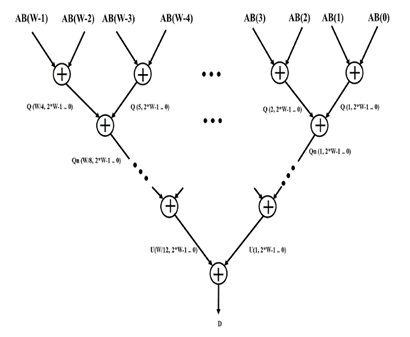 AB(W-1) AB(W-2) AB(W-3) AB(W-4) AB(3) AB(2) AB(1) AB(0)
+ + + +
Q (W/4, 2*W-1 – 0) Q (5, 2*W-1 – 0) Q (2, 2*W-1 – 0) Q (1, 2*W-1 – 0)
+ +
Qn (W/8, 2*W-1 – 0) Qn (1, 2*W-1 – 0)
+ +
U(W/12, 2*W-1 – 0) U(1, 2*W-1 – 0)
+
D